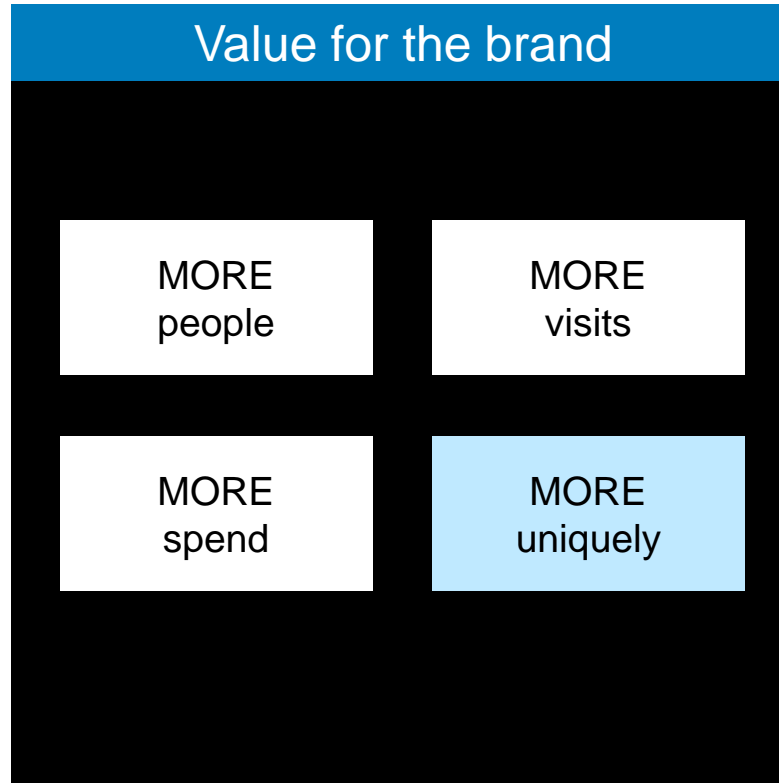 Value for the brand
MORE
people
MORE
visits
MORE
spend
MORE
uniquely